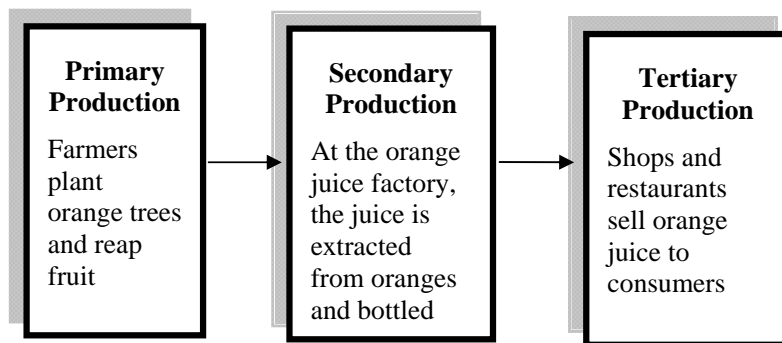 Primary
Production
Farmers
plant
orange trees
and reap
fruit
Secondary
Production
At the orange
juice factory,
the juice is
extracted
from oranges
and bottled
Tertiary
Production
Shops and
restaurants
sell orange
juice to
consumers